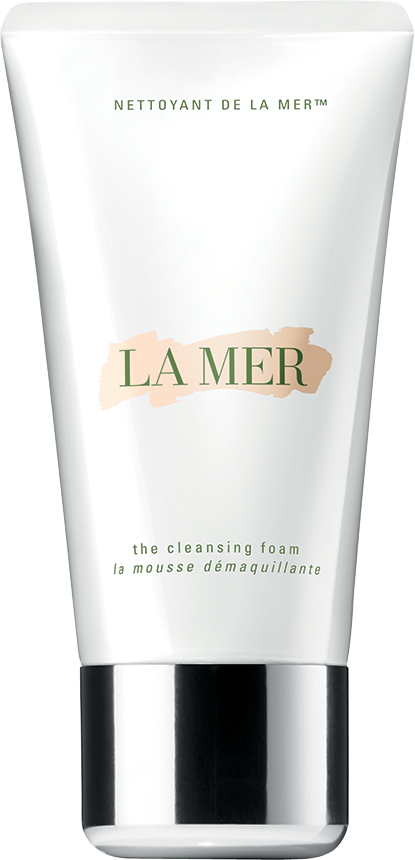 NETTOYANT DE LA MER™
LA MER
the cleansing foam
la mousse démaquillante